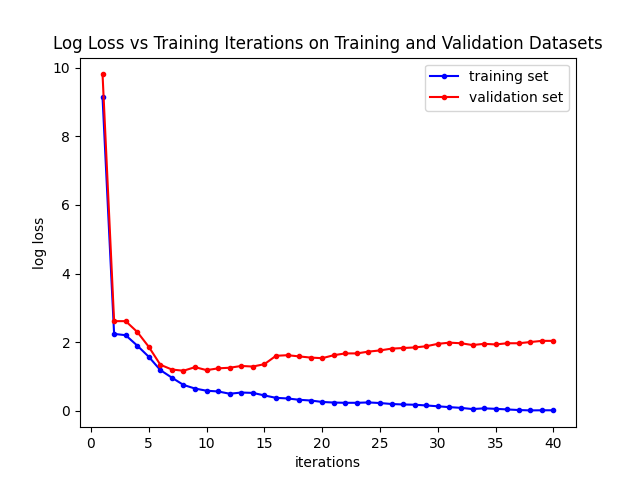 Log Loss vs Training Iterations on Training and Validation Datasets
training set
validation set
log loss
10
8
6
4
2
0
0 5 10 15 20 25 30 35 40
iterations